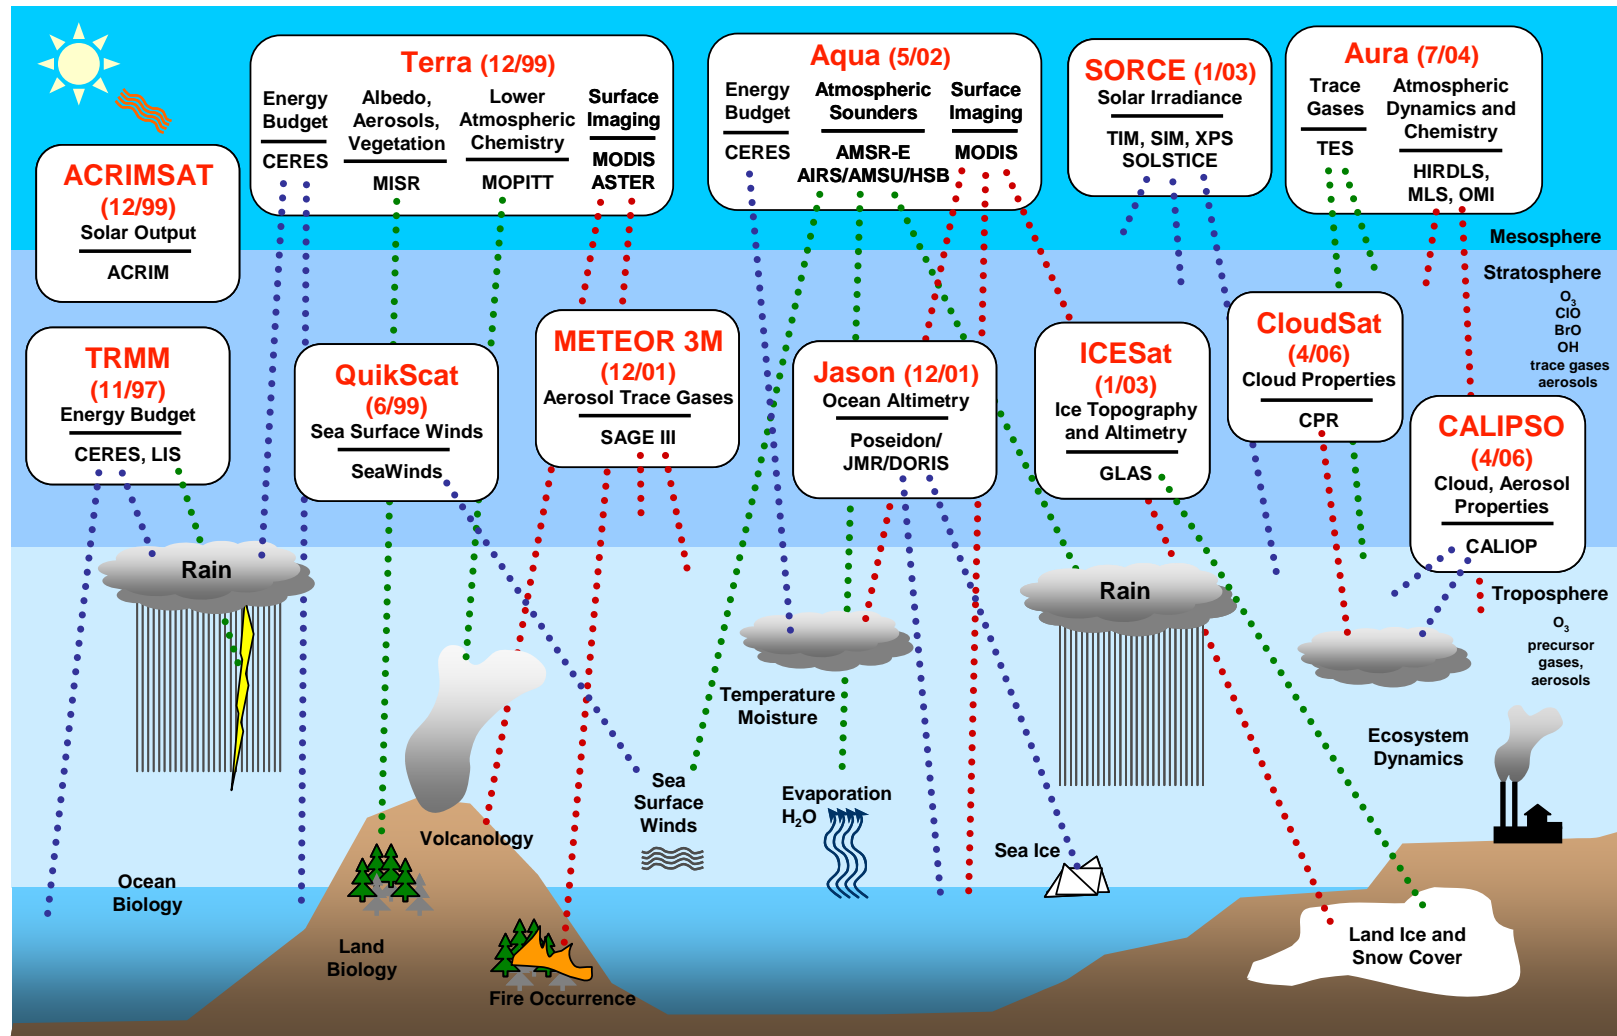 Terra (12/99)
Energy
Budget
CERES
Albedo,
Aerosols,
Vegetation
MISR
Lower
Atmospheric
Chemistry
MOPITT
Surface
Imaging
MODIS
ASTER
Aqua (5/02)
Energy
Budget
CERES
Atmospheric
Sounders
AMSR-E
AIRS/AMSU/HSB
Surface
Imaging
MODIS
SORCE (1/03)
Solar Irradiance
TIM, SIM, XPS
SOLSTICE
Aura (7/04)
Trace
Gases
TES
Atmospheric
Dynamics and
Chemistry
HIRDLS,
MLS, OMI
ACRIMSAT
(12/99)
Solar Output
ACRIM
Mesosphere
Stratosphere
O3
ClO
BrO
OH
trace gases
aerosols
TRMM
(11/97)
Energy Budget
CERES, LIS
QuikScat
(6/99)
Sea Surface Winds
SeaWinds
METEOR 3M
(12/01)
Aerosol Trace Gases
SAGE III
Jason (12/01)
Ocean Altimetry
Poseidon/
JMR/DORIS
ICESat
(1/03)
Ice Topography
and Altimetry
GLAS
CloudSat
(4/06)
Cloud Properties
CPR
CALIPSO
(4/06)
Cloud, Aerosol
Properties
CALIOP
Rain
Rain
Troposphere
O3
precursor
gases,
aerosols
Temperature
Moisture
Ecosystem
Dynamics
Sea
Surface
Winds
Evaporation
H2O
Volcanology
Sea Ice
Ocean
Biology
Land
Biology
Fire Occurrence
Land Ice and
Snow Cover